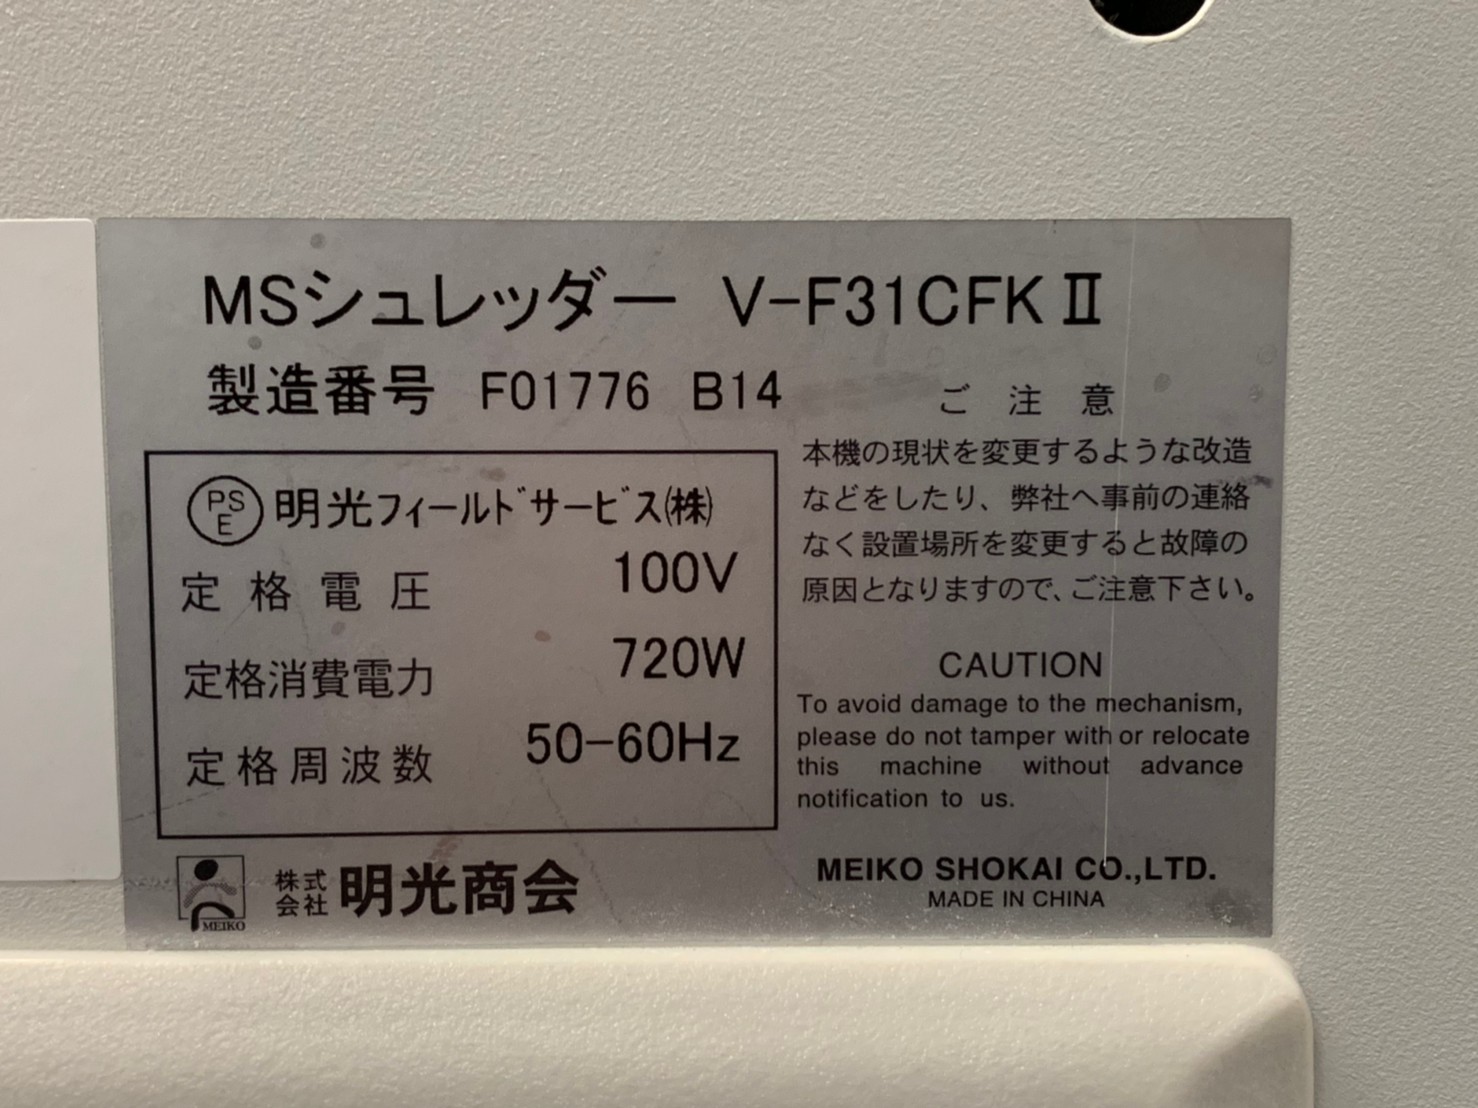 MSシュレッダー V-F31CFKⅡ
製造番号 F01776 B14
PSE 明光フィールドサービス㈱
定格電圧 100V
定格消費電力 720W
定格周波数 50-60Hz
ご注意
本機の現状を変更するような改造
などをしたり、弊社へ事前の連絡
なく設置場所を変更すると故障の
原因となりますので、ご注意下さい。
CAUTION
To avoid damage to the mechanism,
please do not tamper with or relocate
this machine without advance
notification to us.
MEIKO
株式会社 明光商会
MEIKO SHOKAI CO.,LTD.
MADE IN CHINA